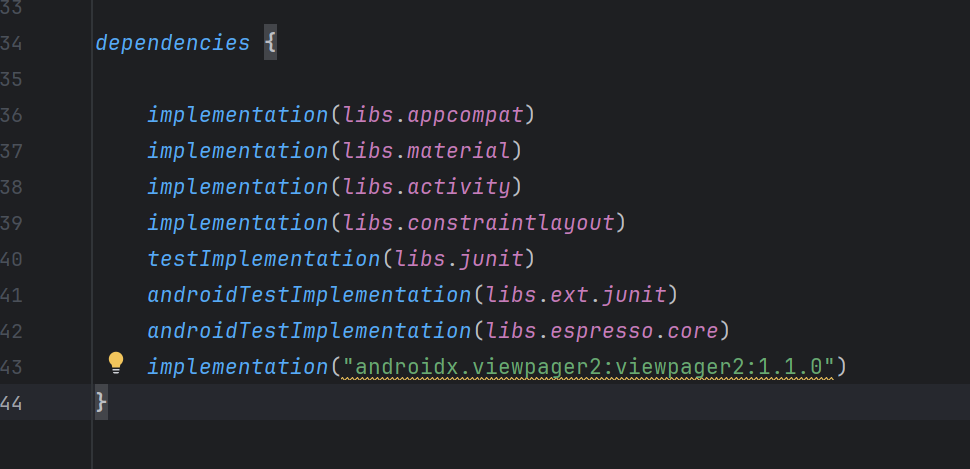 33
34 dependencies {
35
36 implementation(libs.appcompat)
37 implementation(libs.material)
38 implementation(libs.activity)
39 implementation(libs.constraintlayout)
40 testImplementation(libs.junit)
41 androidTestImplementation(libs.ext.junit)
42 androidTestImplementation(libs.espresso.core)
43 implementation("androidx.viewpager2:viewpager2:1.1.0")
44 }